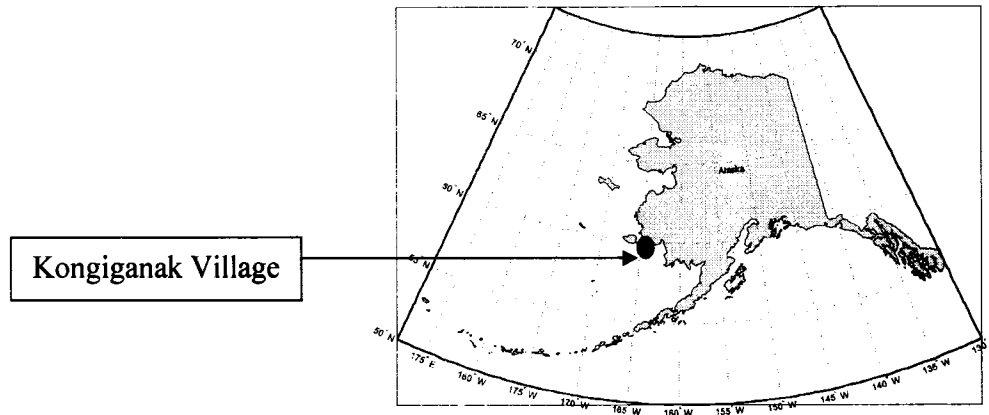 70° N
65° N
60° N
55° N
50° N
Alaska
Kongiganak Village
175° E
180° W
175° W
170° W
165° W
160° W
155° W
150° W
145° W
140° W
135° W
130°